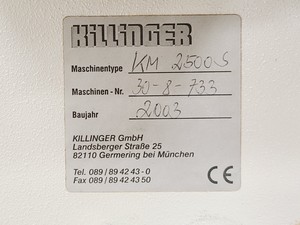 KILLINGER
Maschinentype KM 2500S
Maschinen - Nr. 30-8-733
Baujahr 2003
KILLINGER GmbH
Landsberger Straße 25
82110 Germering bei München
Tel. 089 / 89 42 43 - 0
Fax 089 / 89 42 43 50
CE